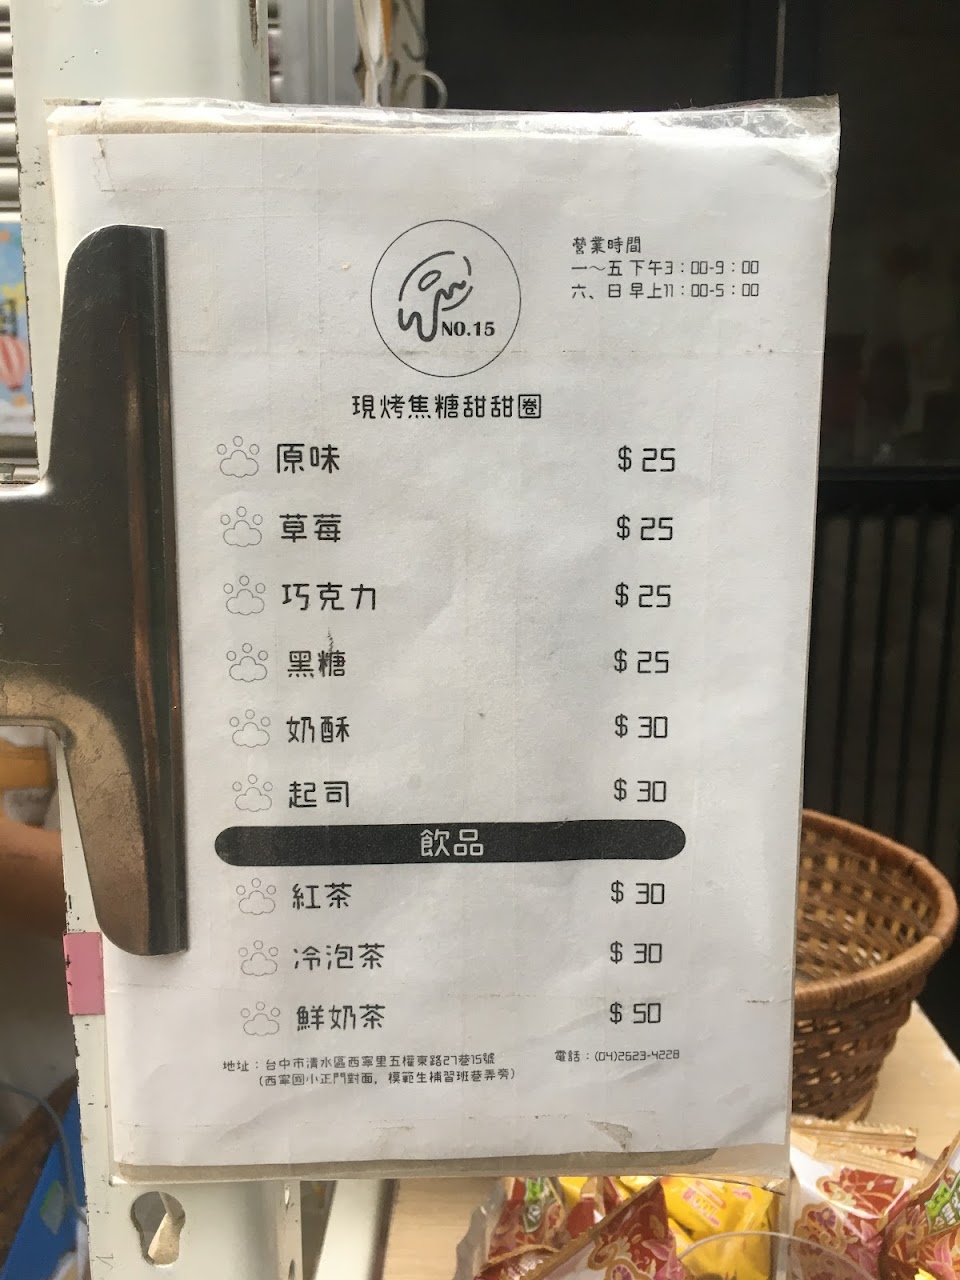 營業時間
一～五 下午3：00-9：00
六、日 早上11：00-5：00
NO.15
現烤焦糖甜甜圈
原味 $25
草莓 $25
巧克力 $25
黑糖 $25
奶酥 $30
起司 $30
飲品
紅茶 $30
冷泡茶 $30
鮮奶茶 $50
地址：台中市清水區西寧里五權東路27巷15號 電話：(04)2623-4228
(西寧國小正門對面，模範生補習班巷弄旁)